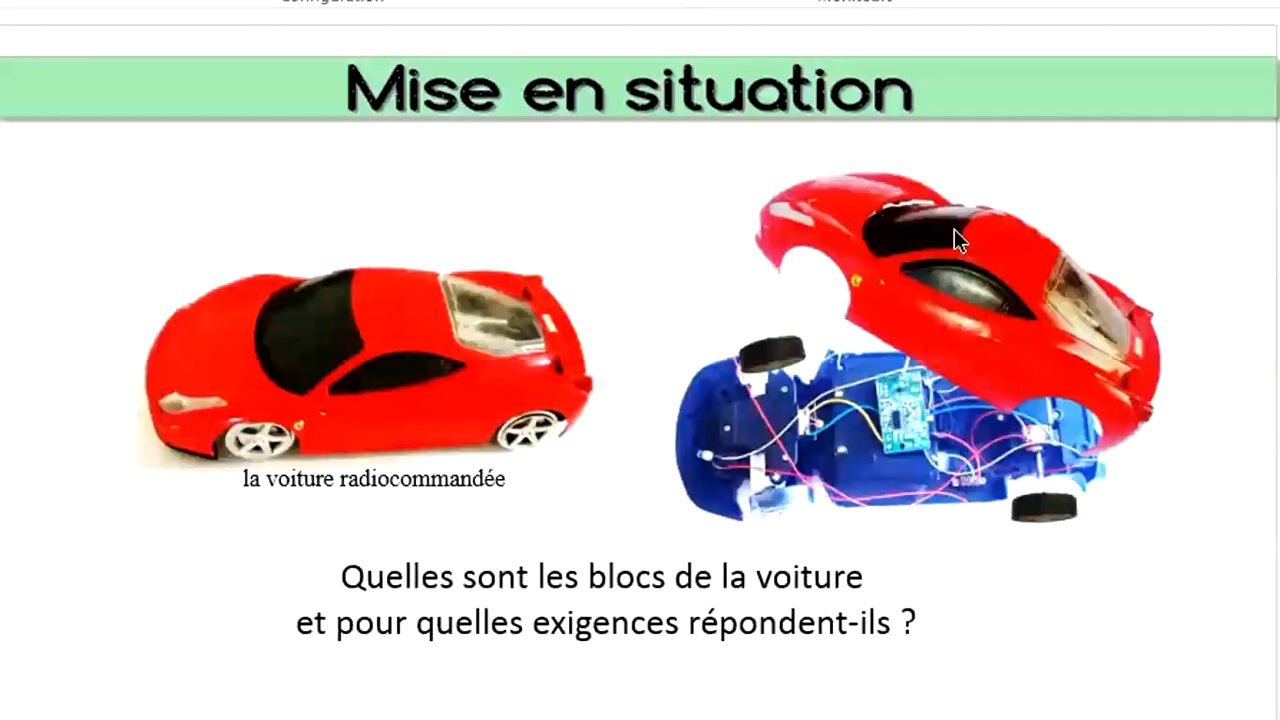 Mise en situation
la voiture radiocommandée
Quelles sont les blocs de la voiture
et pour quelles exigences répondent-ils ?